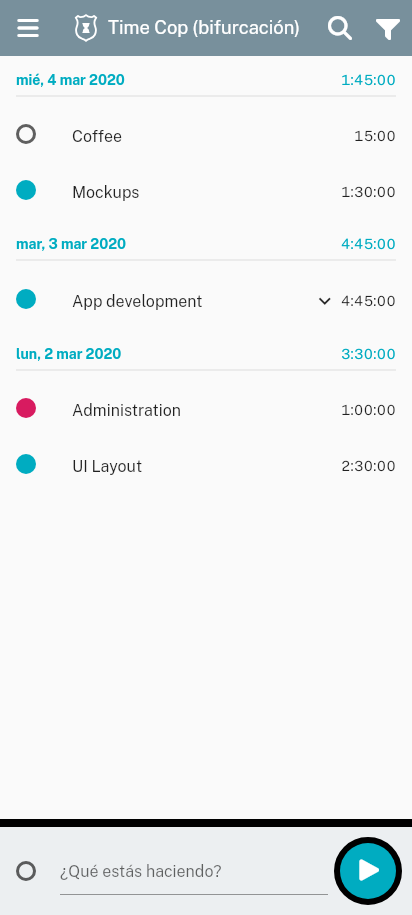 Time Cop (bifurcación)
mié, 4 mar 2020 1:45:00
Coffee 15:00
Mockups 1:30:00
mar, 3 mar 2020 4:45:00
App development 4:45:00
lun, 2 mar 2020 3:30:00
Administration 1:00:00
UI Layout 2:30:00
¿Qué estás haciendo?